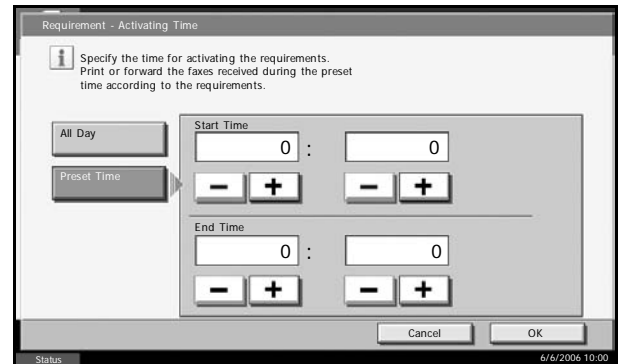 Requirement - Activating Time
Specify the time for activating the requirements.
Print or forward the faxes received during the preset
time according to the requirements.
All Day
Preset Time
Start Time
0 : 0
- + - +
End Time
0 : 0
- + - +
Cancel OK
Status 6/6/2006 10:00